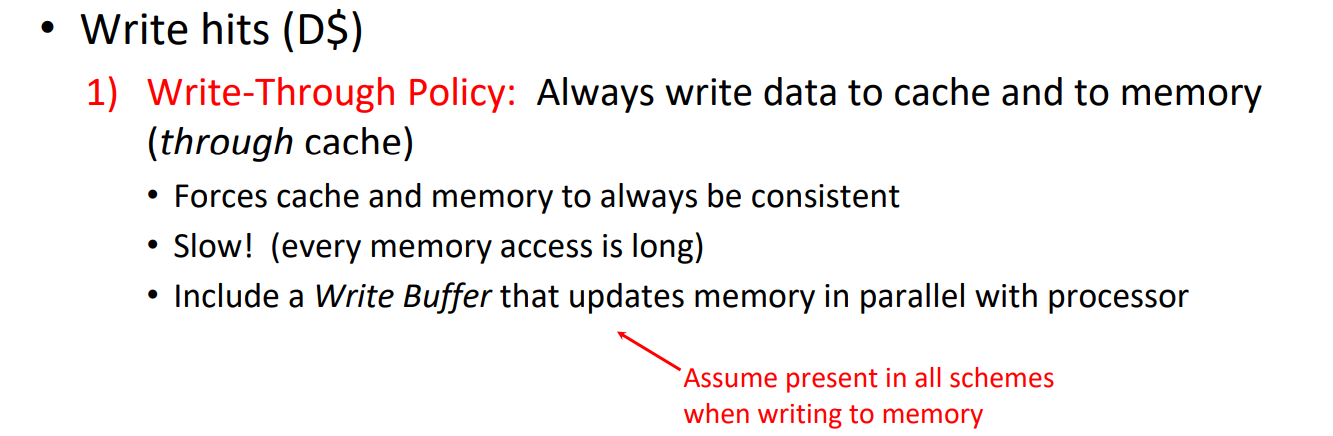 • Write hits (D$)
1) Write-Through Policy: Always write data to cache and to memory
(through cache)
• Forces cache and memory to always be consistent
• Slow! (every memory access is long)
• Include a Write Buffer that updates memory in parallel with processor
Assume present in all schemes
when writing to memory